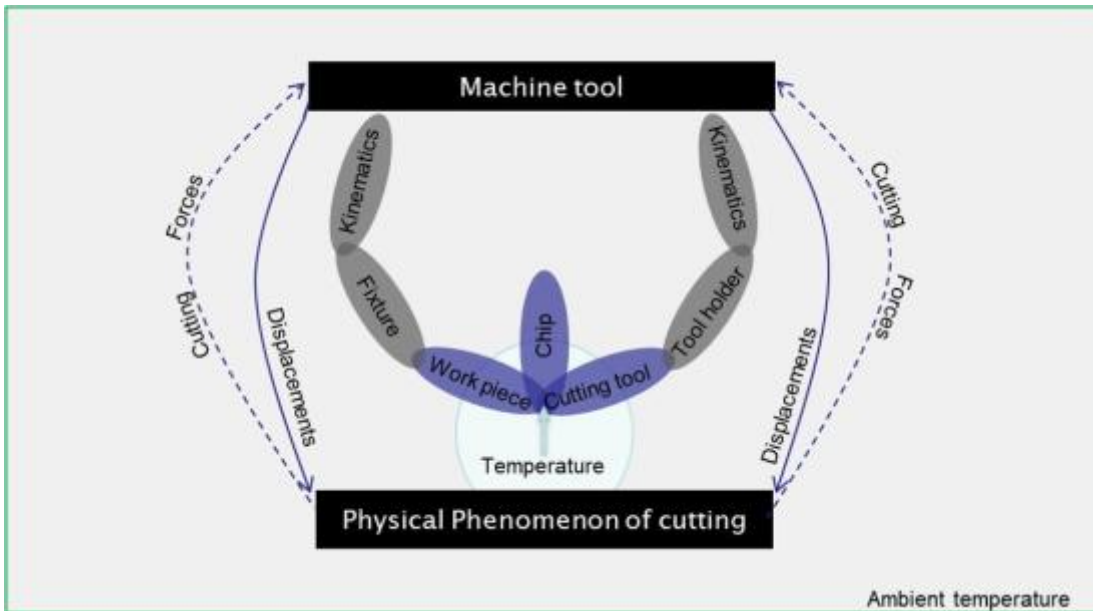 Machine tool
Kinematics
Kinematics
Forces
Cutting
Cutting
Forces
Fixture
Tool holder
Chip
Displacements
Displacements
Work piece
Cutting tool
Temperature
Physical Phenomenon of cutting
Ambient temperature